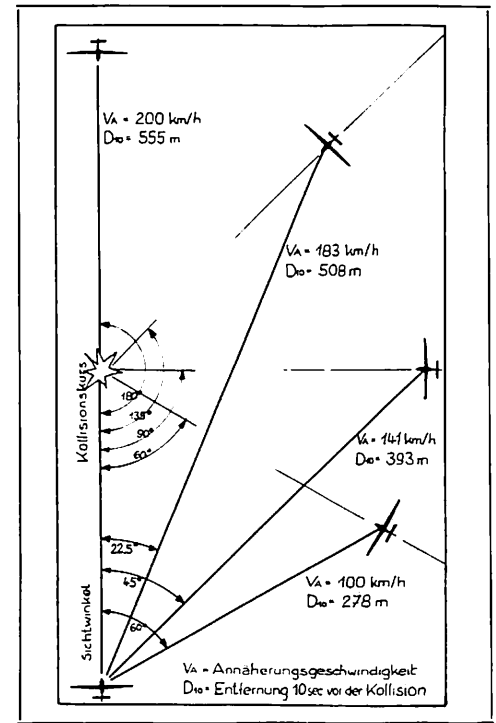 VA = 200 km/h
D10 = 555 m
VA = 183 km/h
D10 = 508 m
Kollisionskurs
180°
135°
90°
60°
VA = 141 km/h
D10 = 393 m
22.5°
45°
60°
Sichtwinkel
VA = 100 km/h
D10 = 278 m
VA = Annäherungsgeschwindigkeit
D10 = Entfernung 10 sec vor der Kollision